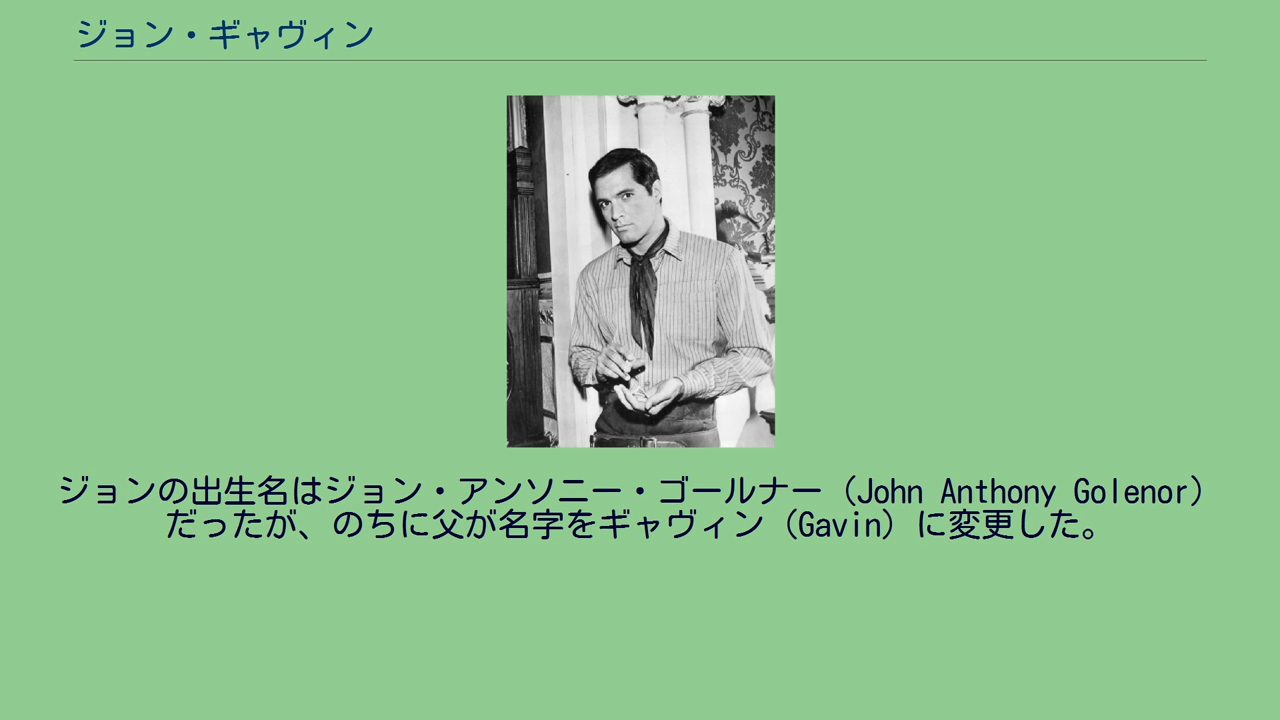 ジョン・ギャヴィン
ジョンの出生名はジョン・アンソニー・ゴールナー（John Anthony Golenor）
だったが、のちに父が名字をギャヴィン（Gavin）に変更した。